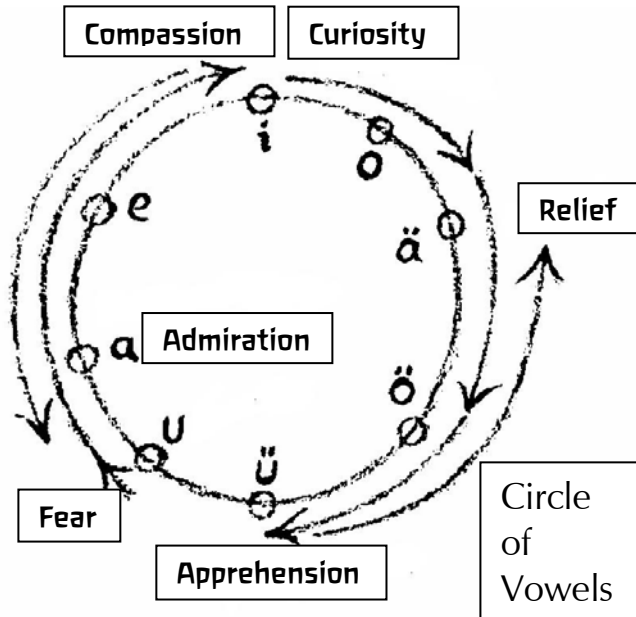 Compassion
Curiosity
i
o
e
ä
Relief
a
Admiration
ö
u
ü
Fear
Apprehension
Circle
of
Vowels